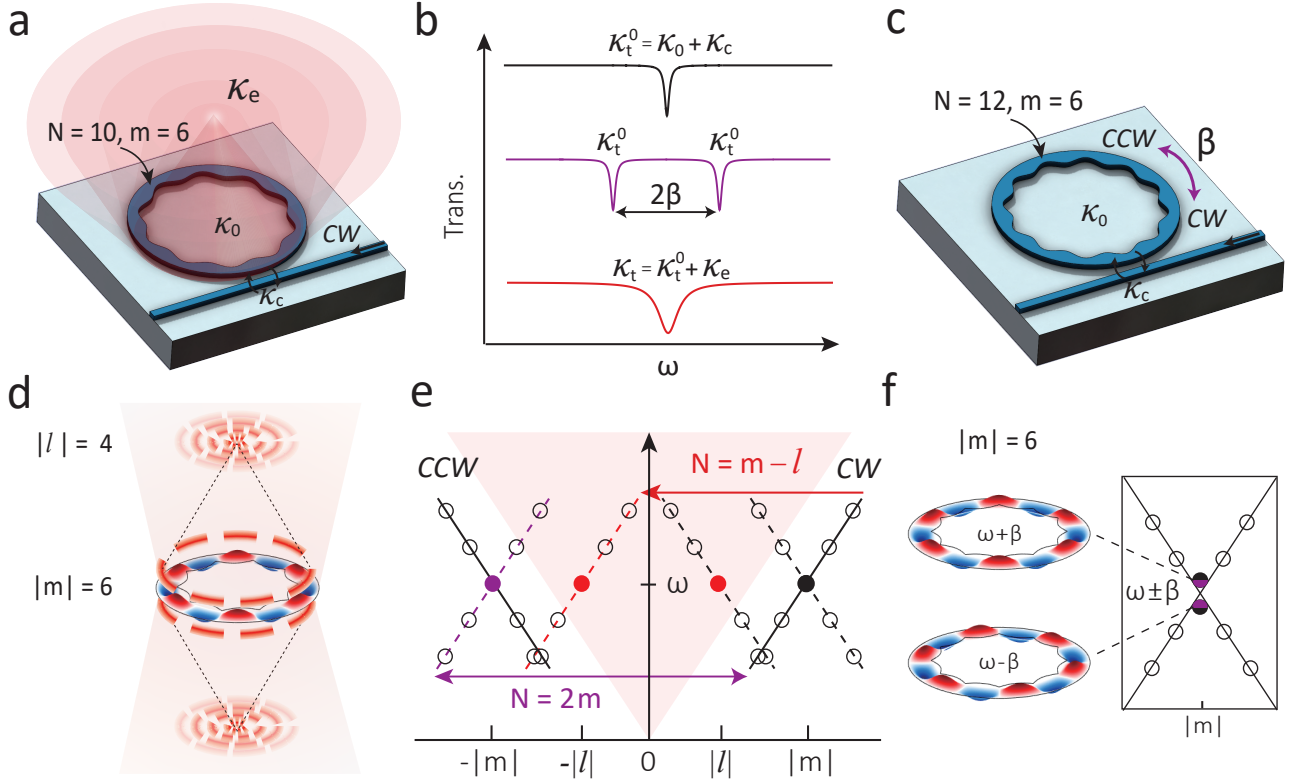 a
κe
N = 10, m = 6
κ0
CW
κc
b
Trans.
κt0 = κ0 + κc
κt0
κt0
2β
κt = κt0 + κe
ω
c
N = 12, m = 6
CCW
β
CW
κ0
κc
d
|l| = 4
|m| = 6
e
CCW
N = m – l
CW
ω
N = 2m
-|m|
-|l|
0
|l|
|m|
f
|m| = 6
ω+β
ω±β
ω-β
|m|